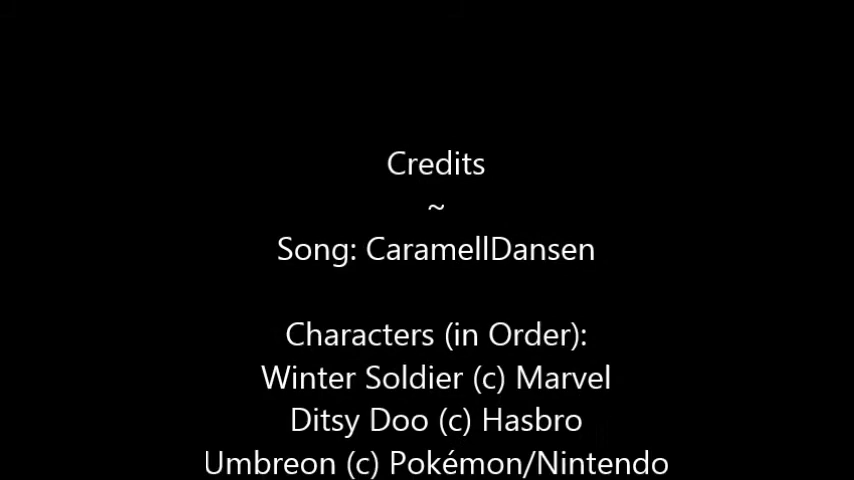 Credits
~
Song: CaramellDansen
Characters (in Order):
Winter Soldier (c) Marvel
Ditsy Doo (c) Hasbro
Umbreon (c) Pokémon/Nintendo